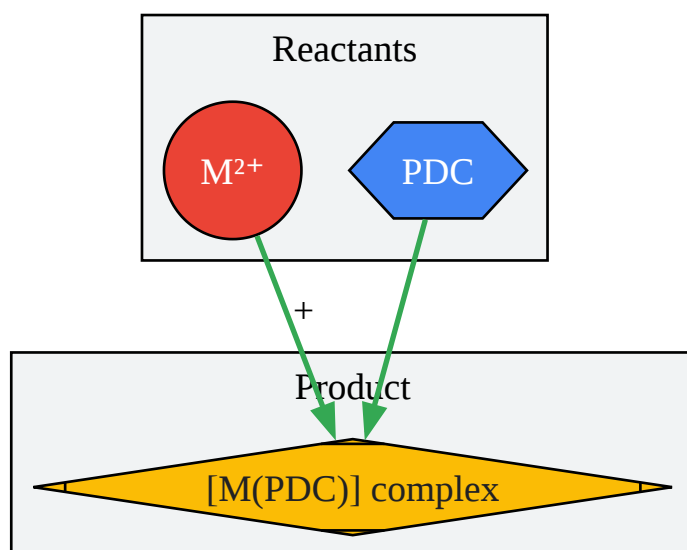 Reactants
M²⁺
PDC
+
Product
[M(PDC)] complex